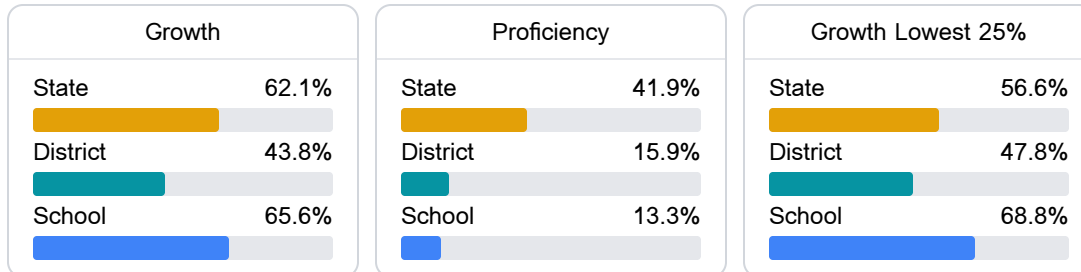 Growth
State 62.1%
District 43.8%
School 65.6%
Proficiency
State 41.9%
District 15.9%
School 13.3%
Growth Lowest 25%
State 56.6%
District 47.8%
School 68.8%